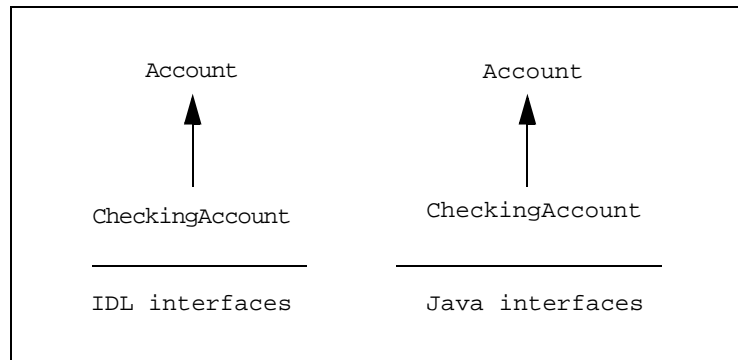 Account
CheckingAccount
IDL interfaces
Account
CheckingAccount
Java interfaces